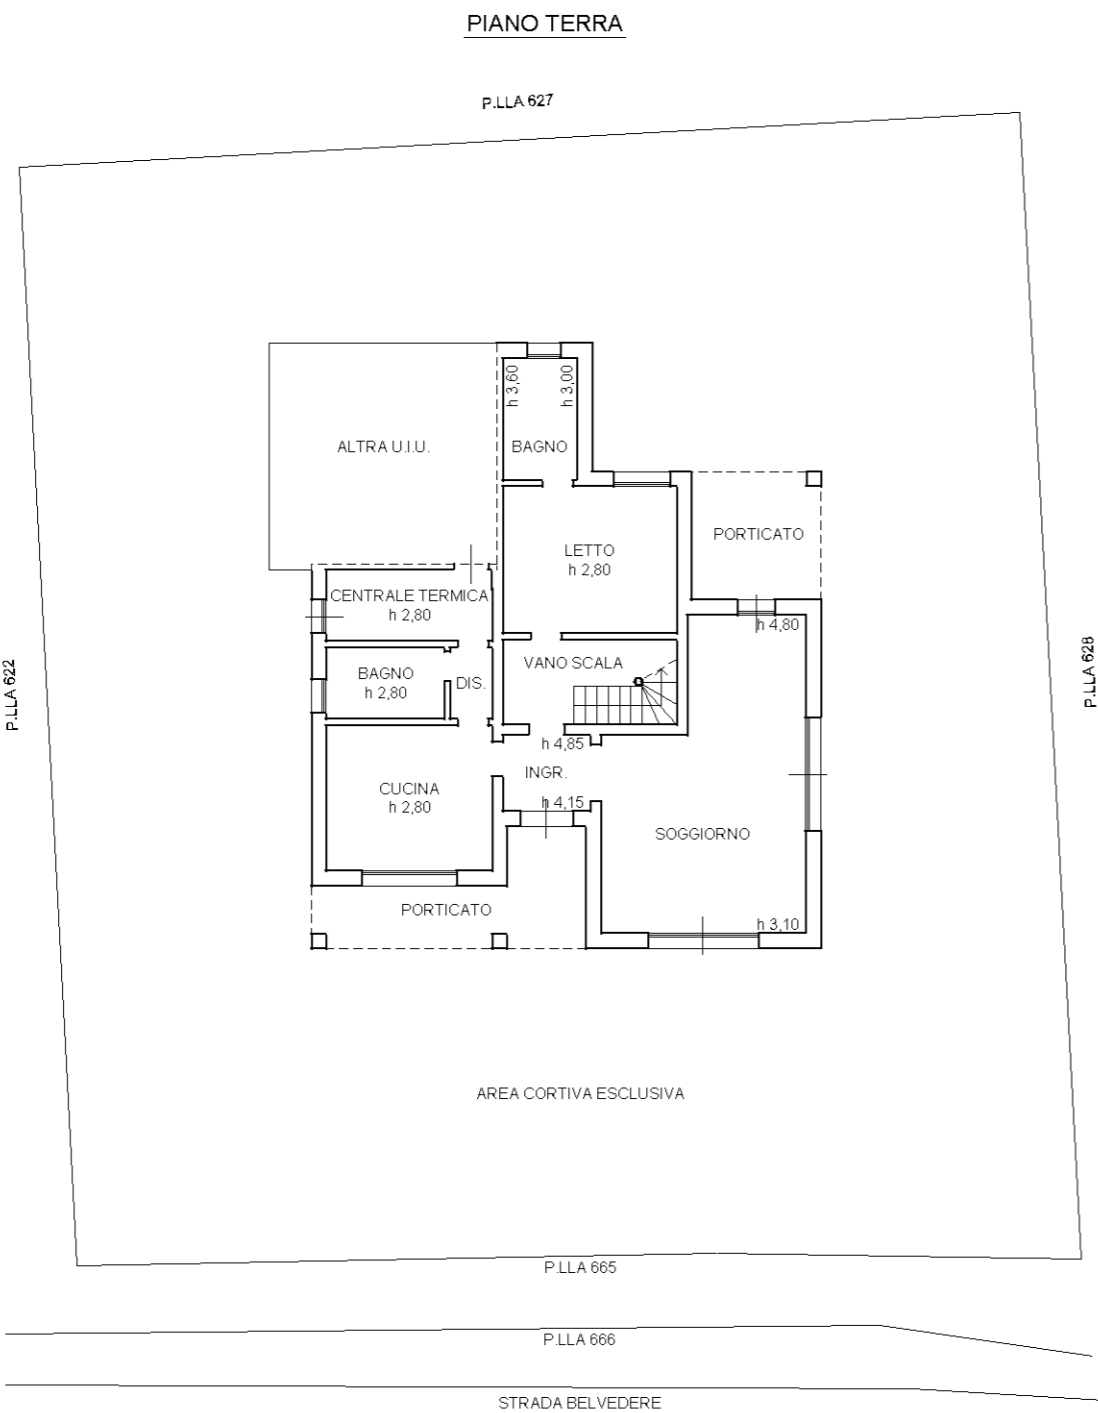 PIANO TERRA
P.LLA 627
h 3,60
h 3,00
ALTRA U.I.U.
BAGNO
PORTICATO
LETTO
h 2,80
CENTRALE TERMICA
h 2,80
h 4,80
VANO SCALA
BAGNO
h 2,80
DIS.
P.LLA 622
P.LLA 628
h 4,85
INGR.
CUCINA
h 2,80
h 4,15
SOGGIORNO
PORTICATO
h 3,10
AREA CORTIVA ESCLUSIVA
P.LLA 665
P.LLA 666
STRADA BELVEDERE